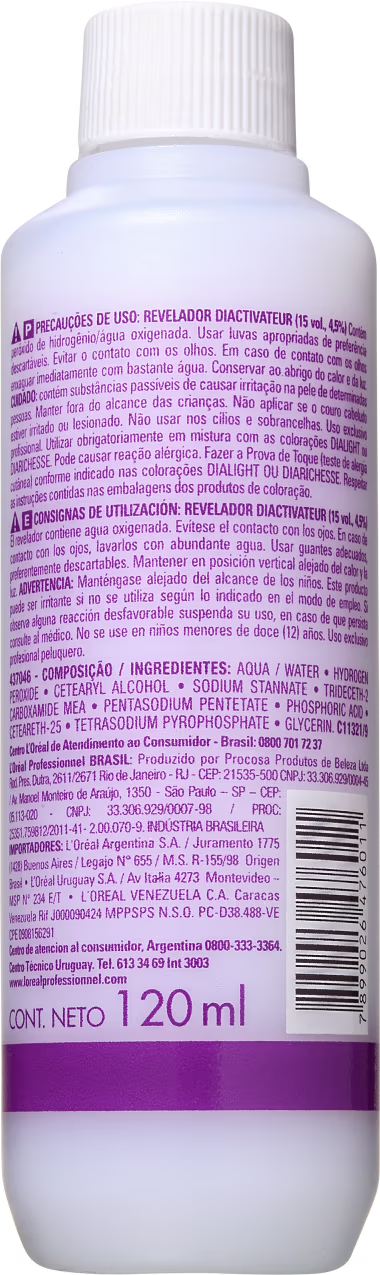 P PRECAUÇÕES DE USO: REVELADOR DIACTIVATEUR (15 vol., 4,5%) Contém
peróxido de hidrogênio/água oxigenada. Usar luvas apropriadas de preferência
descartáveis. Evitar o contato com os olhos. Em caso de contato com os olhos
enxaguar imediatamente com bastante água. Conservar ao abrigo do calor e da luz.
CUIDADO: contém substâncias passíveis de causar irritação na pele de determinadas
pessoas. Manter fora do alcance das crianças. Não aplicar se o couro cabeludo
estiver irritado ou lesionado. Não usar nos cílios e sobrancelhas. Uso exclusivo
profissional. Utilizar obrigatoriamente em mistura com as colorações DIALIGHT ou
DIARICHESSE. Pode causar reação alérgica. Fazer a Prova de Toque (teste de alergia
cutânea) conforme indicado nas colorações DIALIGHT OU DIARICHESSE. Respeitar
as instruções contidas nas embalagens dos produtos de coloração.
E CONSIGNAS DE UTILIZACIÓN: REVELADOR DIACTIVATEUR (15 vol, 4,5%)
El revelador contiene agua oxigenada. Evítese el contacto con los ojos. En caso de
contacto con los ojos, lavarlos con abundante agua. Usar guantes adecuados,
preferentemente descartables. Mantener en posición vertical alejado del calor y la
luz. ADVERTENCIA: Manténgase alejado del alcance de los niños. Este producto
puede ser irritante si no se utiliza según lo indicado en el modo de empleo. Si
observa alguna reacción desfavorable suspenda su uso, en caso de que persista
consulte al médico. No se use en niños menores de doce (12) años. Uso exclusivo
profesional peluquero.
437046 - COMPOSIÇÃO / INGREDIENTES: AQUA / WATER • HYDROGEN
PEROXIDE • CETEARYL ALCOHOL • SODIUM STANNATE • TRIDECETH-2
CARBOXAMIDE MEA • PENTASODIUM PENTETATE • PHOSPHORIC ACID •
CETEARETH-25 • TETRASODIUM PYROPHOSPHATE • GLYCERIN. C11321/9
Centro L'Oréal de Atendimento ao Consumidor - Brasil: 0800 701 7237
L'Oréal Professionnel BRASIL: Produzido por Procosa Produtos de Beleza Ltda
Rod. Pres. Dutra, 2611/2671 Rio de Janeiro - RJ - CEP: 21535-500 CNPJ: 33.306.929/0004-45
/ Av Manoel Monteiro de Araújo, 1350 - São Paulo – SP – CEP:
05.113-020 - CNPJ: 33.306.929/0007-98 / PROC:
25351.759812/2011-41- 2.00.070-9. INDÚSTRIA BRASILEIRA
IMPORTADORES: L'Oréal Argentina S.A. / Juramento 1775
(1428) Buenos Aires / Legajo N° 655 / M.S. R-155/98 Origen
Brasil • L'Oréal Uruguay S.A. / Av Italia 4273 Montevideo -
MSP N° 234 E/T • L'OREAL VENEZUELA C.A. Caracas
Venezuela Rif J000090424 MPPSPS N.S.O. PC-D38.488-VE
CPE 0908156291
Centro de atencion al consumidor, Argentina 0800-333-3364.
Centro Técnico Uruguay. Tel. 613 34 69 Int 3003
www.lorealprofessionnel.com
CONT. NETO 120 ml
7 899026 476011